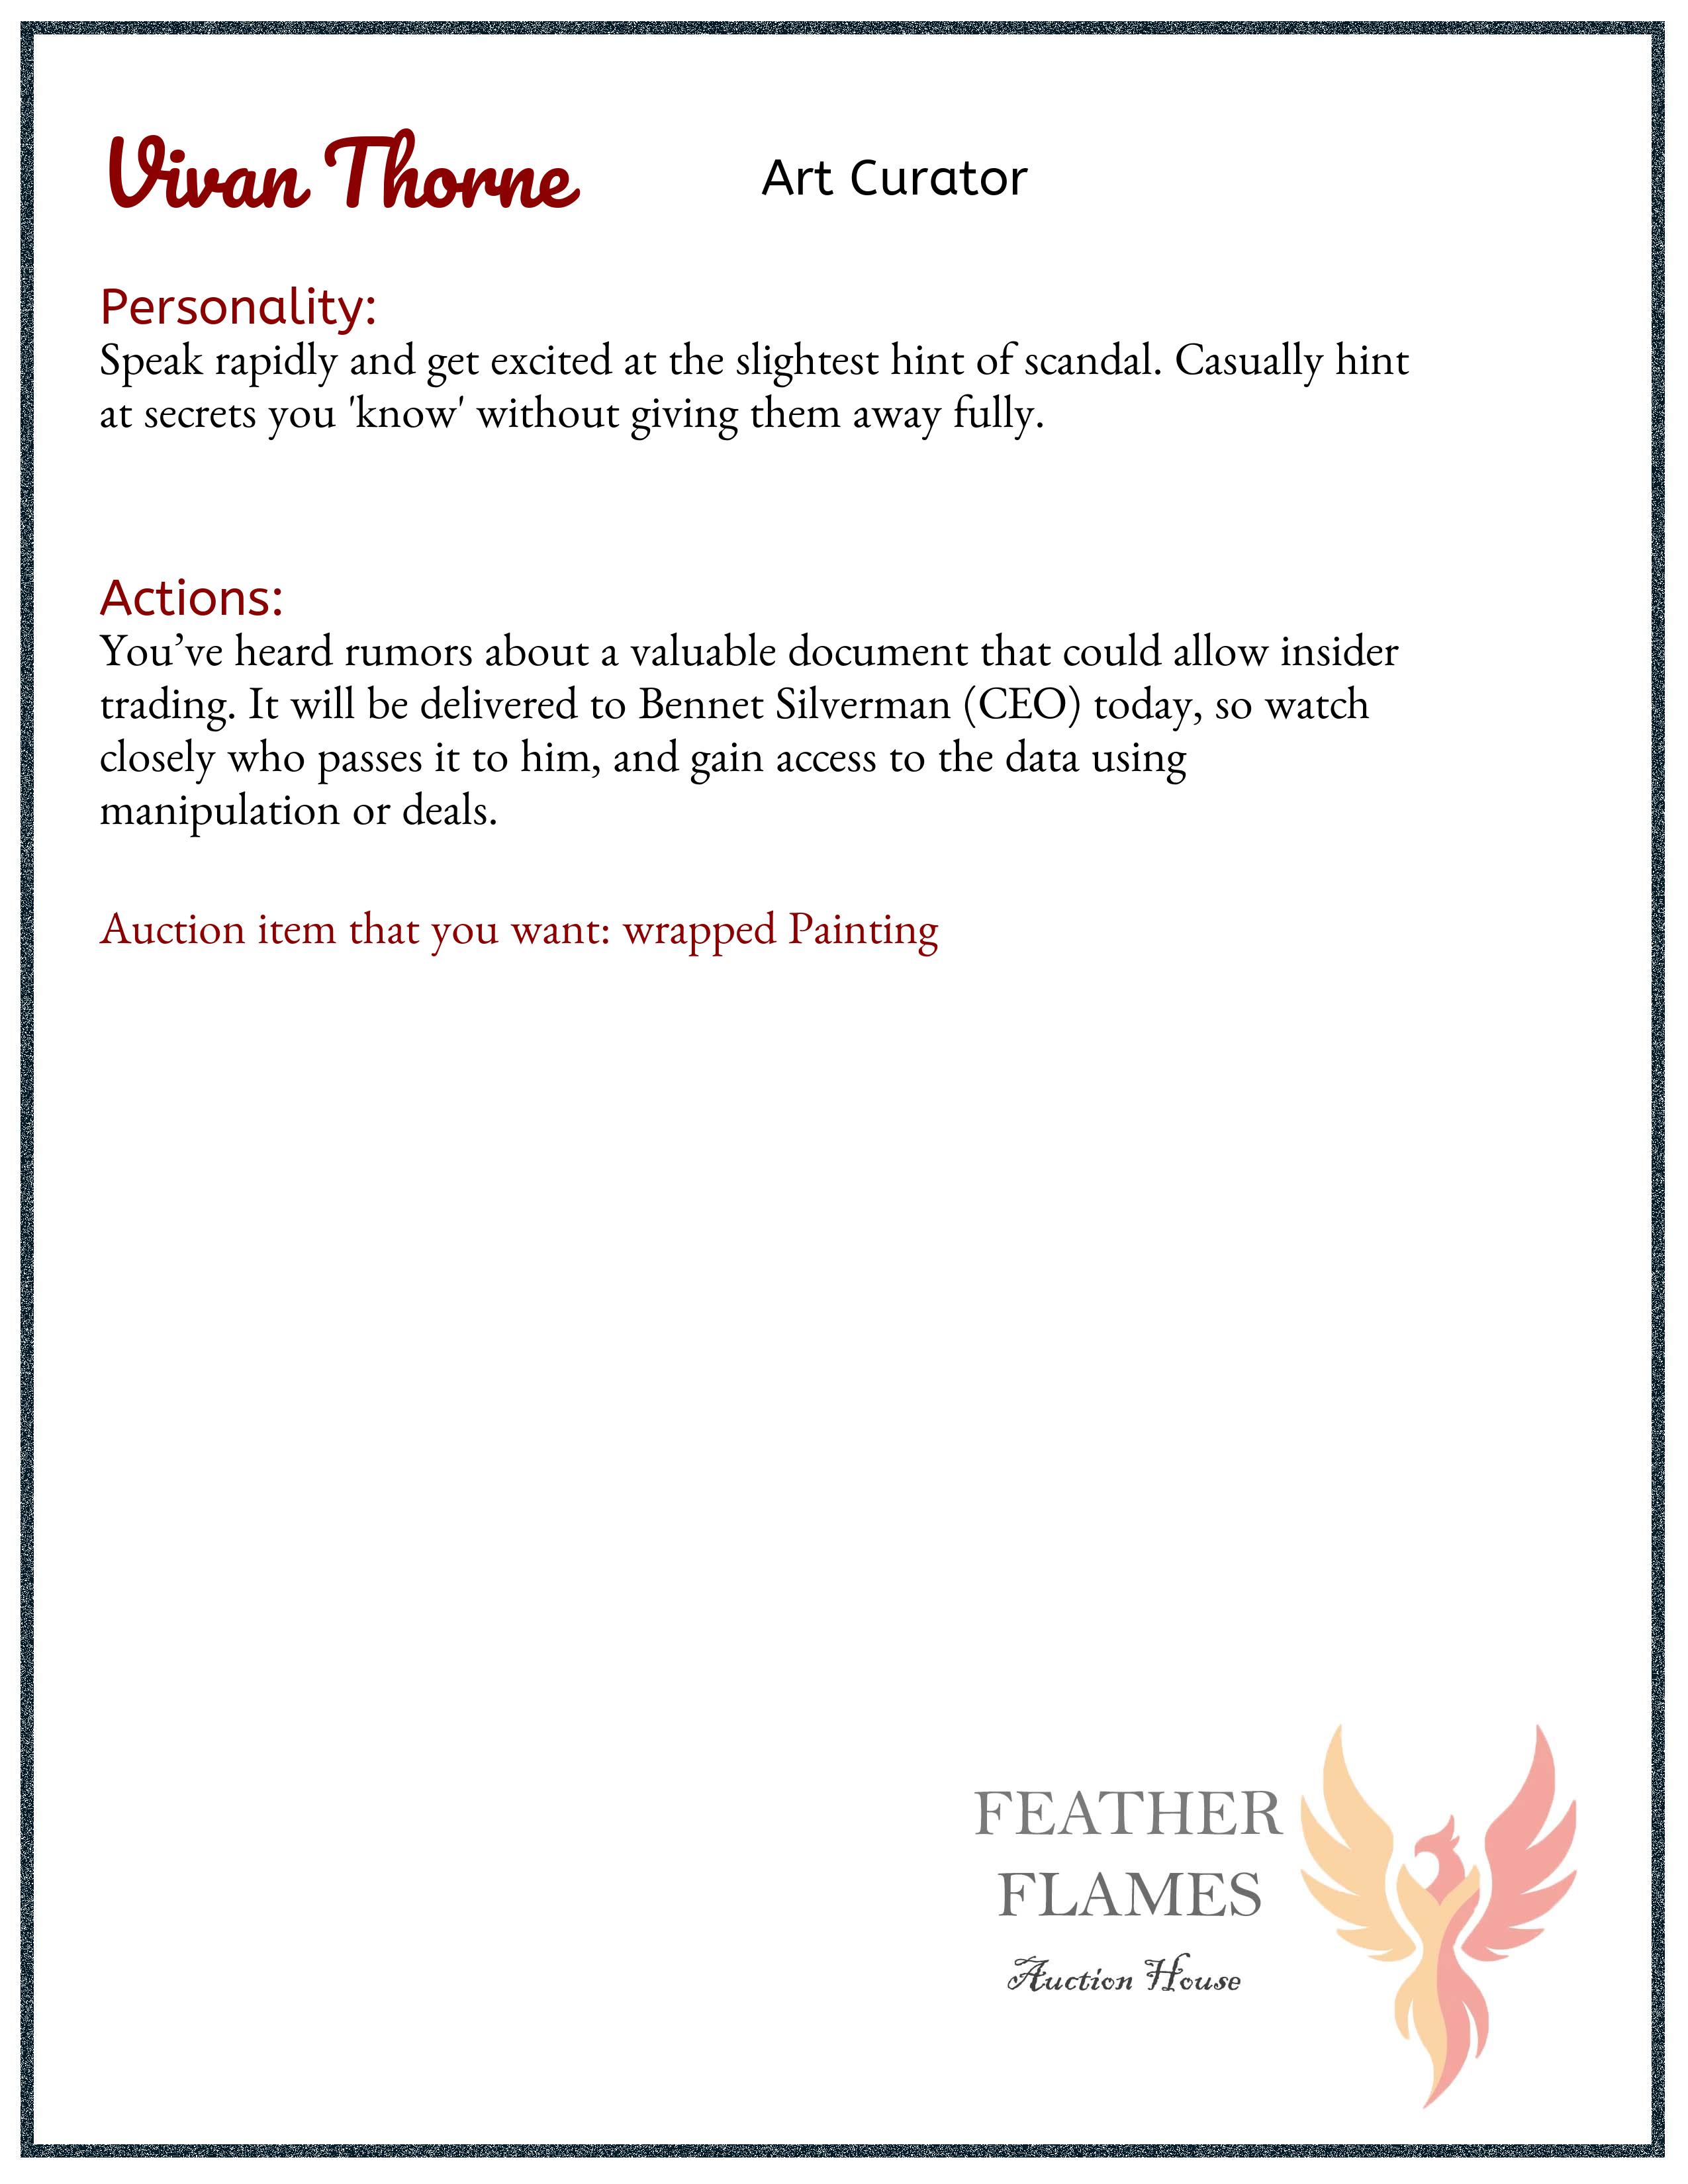 Vivan Thorne
Art Curator
Personality:
Speak rapidly and get excited at the slightest hint of scandal. Casually hint
at secrets you 'know' without giving them away fully.
Actions:
You’ve heard rumors about a valuable document that could allow insider
trading. It will be delivered to Bennet Silverman (CEO) today, so watch
closely who passes it to him, and gain access to the data using
manipulation or deals.
Auction item that you want: wrapped Painting
FEATHER
FLAMES
Auction House